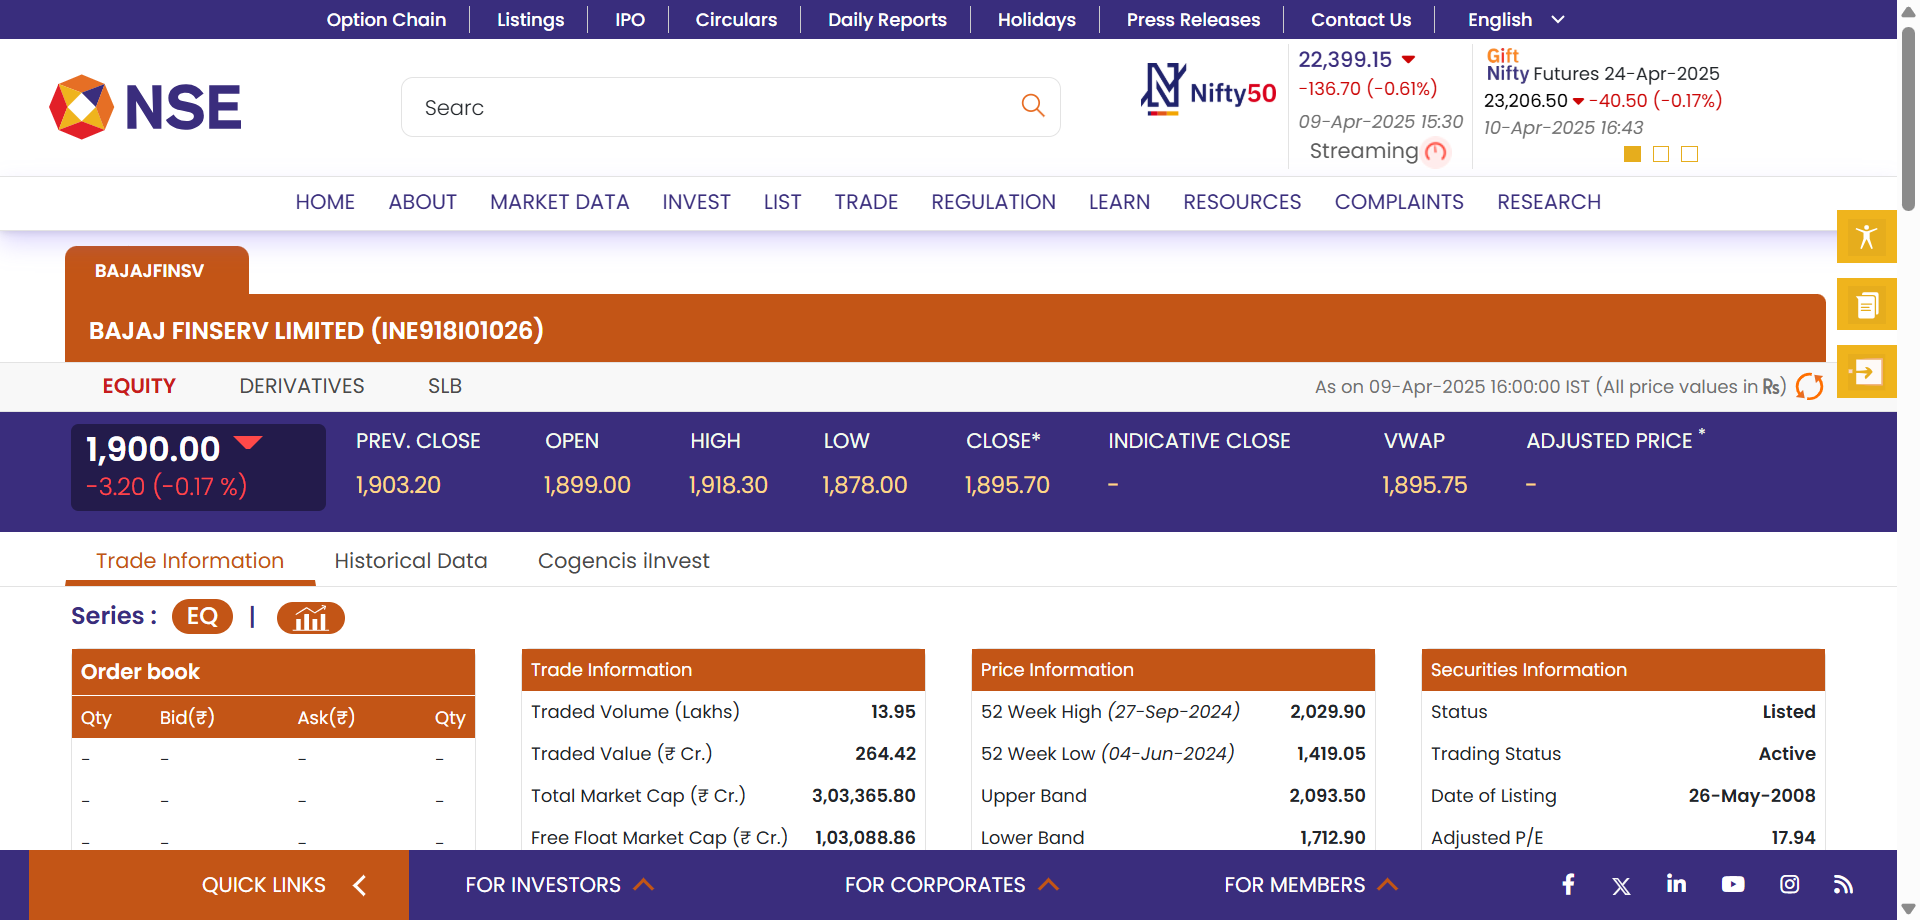 Option Chain Listings IPO Circulars Daily Reports Holidays Press Releases Contact Us English
NSE
Searc
Nifty50
22,399.15
-136.70 (-0.61%)
09-Apr-2025 15:30
Streaming
Gift
Nifty Futures 24-Apr-2025
23,206.50 -40.50 (-0.17%)
10-Apr-2025 16:43
HOME ABOUT MARKET DATA INVEST LIST TRADE REGULATION LEARN RESOURCES COMPLAINTS RESEARCH
BAJAJFINSV
BAJAJ FINSERV LIMITED (INE918I01026)
EQUITY DERIVATIVES SLB As on 09-Apr-2025 16:00:00 IST (All price values in ₨)
1,900.00
-3.20 (-0.17 %)
PREV. CLOSE OPEN HIGH LOW CLOSE* INDICATIVE CLOSE VWAP ADJUSTED PRICE *
1,903.20 1,899.00 1,918.30 1,878.00 1,895.70 - 1,895.75 -
Trade Information Historical Data Cogencis iInvest
Series : EQ |
Order book
Qty Bid(₹) Ask(₹) Qty
- - - -
- - - -
- - - -
Trade Information
Traded Volume (Lakhs) 13.95
Traded Value (₹ Cr.) 264.42
Total Market Cap (₹ Cr.) 3,03,365.80
Free Float Market Cap (₹ Cr.) 1,03,088.86
Price Information
52 Week High (27-Sep-2024) 2,029.90
52 Week Low (04-Jun-2024) 1,419.05
Upper Band 2,093.50
Lower Band 1,712.90
Securities Information
Status Listed
Trading Status Active
Date of Listing 26-May-2008
Adjusted P/E 17.94
QUICK LINKS FOR INVESTORS FOR CORPORATES FOR MEMBERS